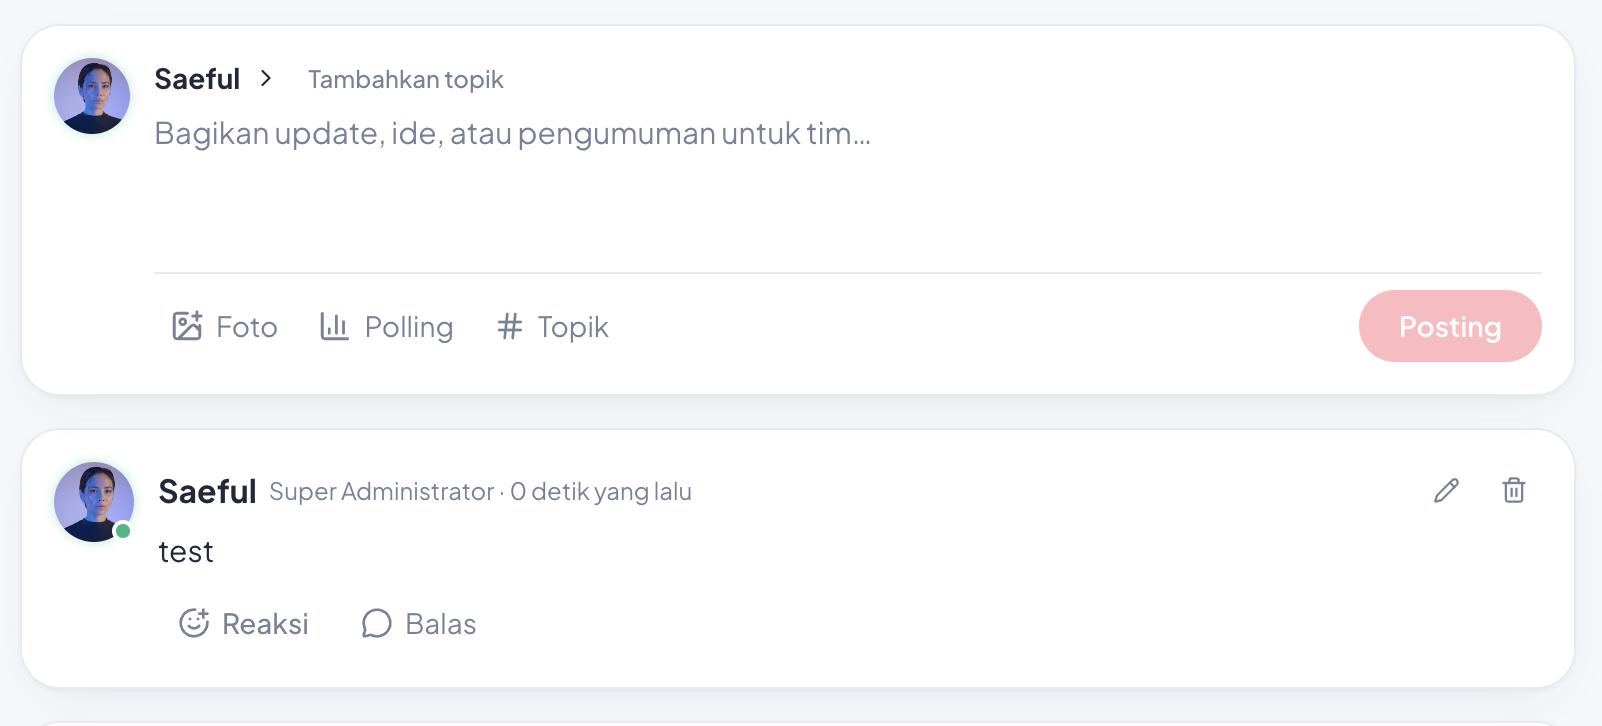 Saeful > Tambahkan topik
Bagikan update, ide, atau pengumuman untuk tim...
Foto Polling # Topik Posting
Saeful Super Administrator · 0 detik yang lalu
test
Reaksi Balas